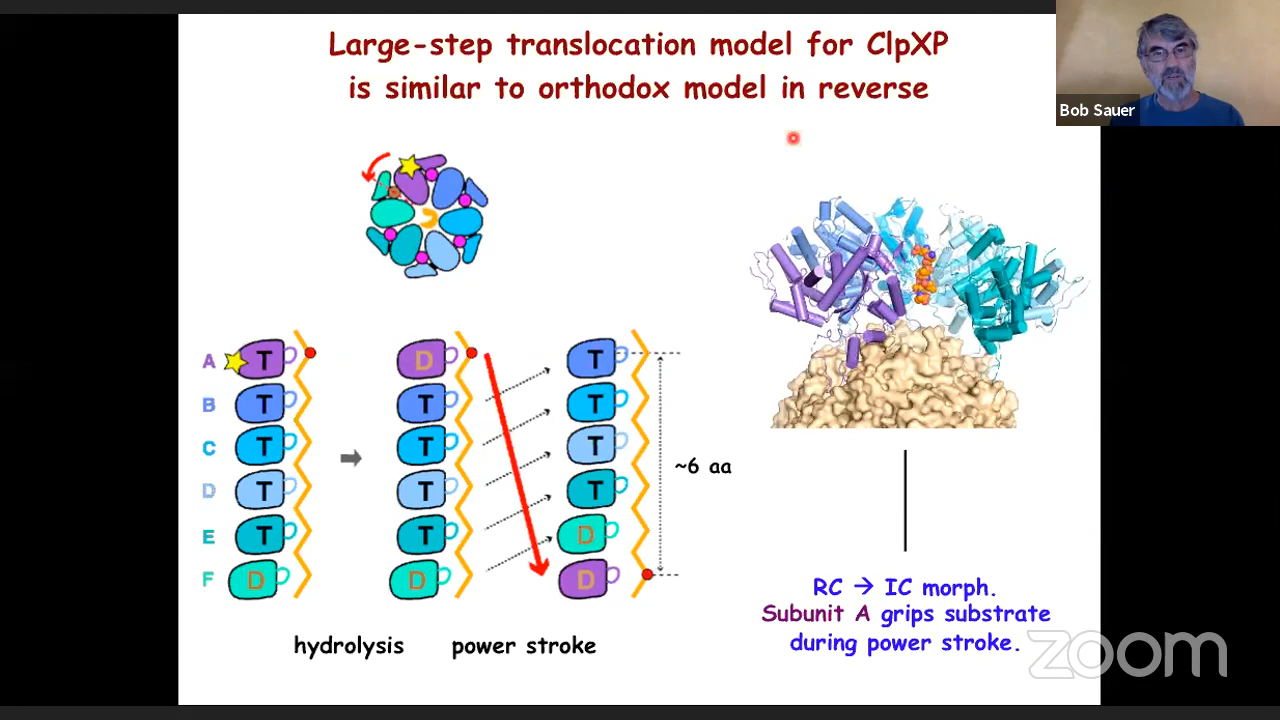 Large-step translocation model for ClpXP
is similar to orthodox model in reverse
Bob Sauer
A T D T
B T T T
C T T T
D T T T
E T T D
F D D D
~6 aa
hydrolysis power stroke
RC → IC morph.
Subunit A grips substrate
during power stroke.
zoom